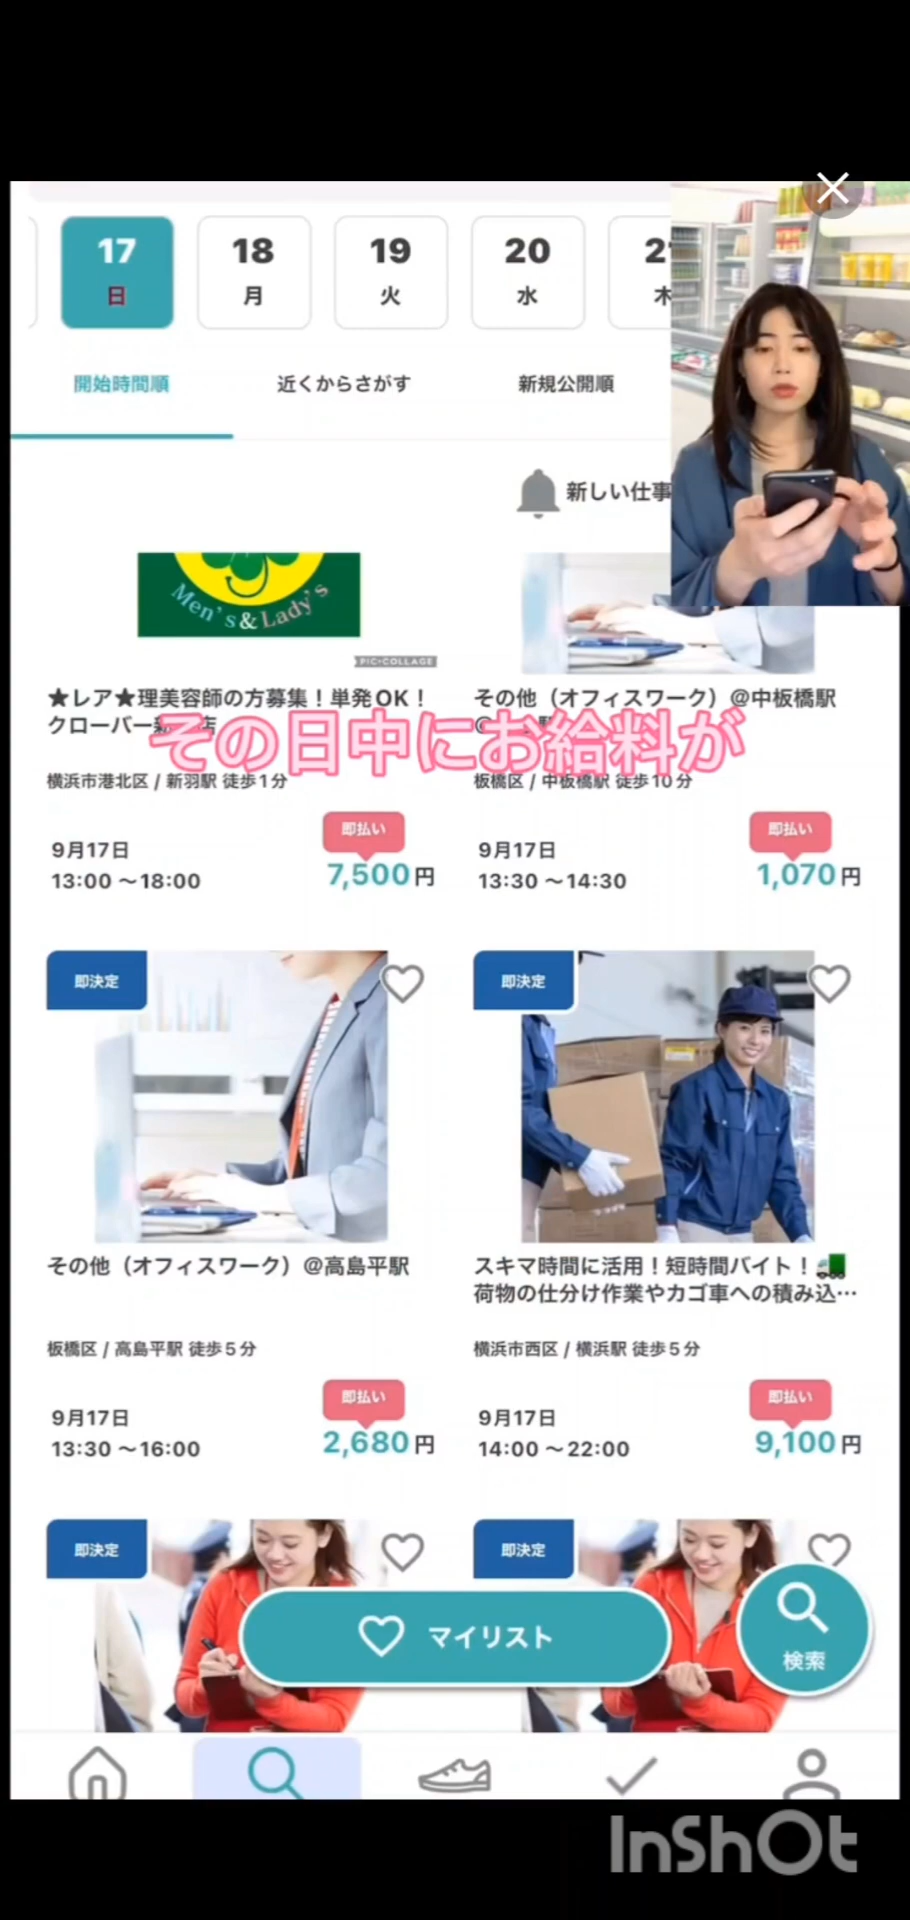 17
日
18
月
19
火
20
水
木
開始時間順
近くからさがす
新規公開順
新しい仕事
Men's&Lady's
PIC•COLLAGE
★レア★理美容師の方募集！単発OK！
クローバー新
店
横浜市港北区 / 新羽駅 徒歩1分
9月17日
13:00 〜18:00
即払い
7,500円
その他（オフィスワーク）@中板橋駅
板橋区 / 中板橋駅 徒歩10分
9月17日
13:30 〜14:30
即払い
1,070円
その日中にお給料が
即決定
その他（オフィスワーク）@高島平駅
板橋区 / 高島平駅 徒歩5分
9月17日
13:30 〜16:00
即払い
2,680円
即決定
スキマ時間に活用！短時間バイト！🚛
荷物の仕分け作業やカゴ車への積み込…
横浜市西区 / 横浜駅 徒歩5分
9月17日
14:00 〜22:00
即払い
9,100円
即決定
即決定
マイリスト
検索
InShOt